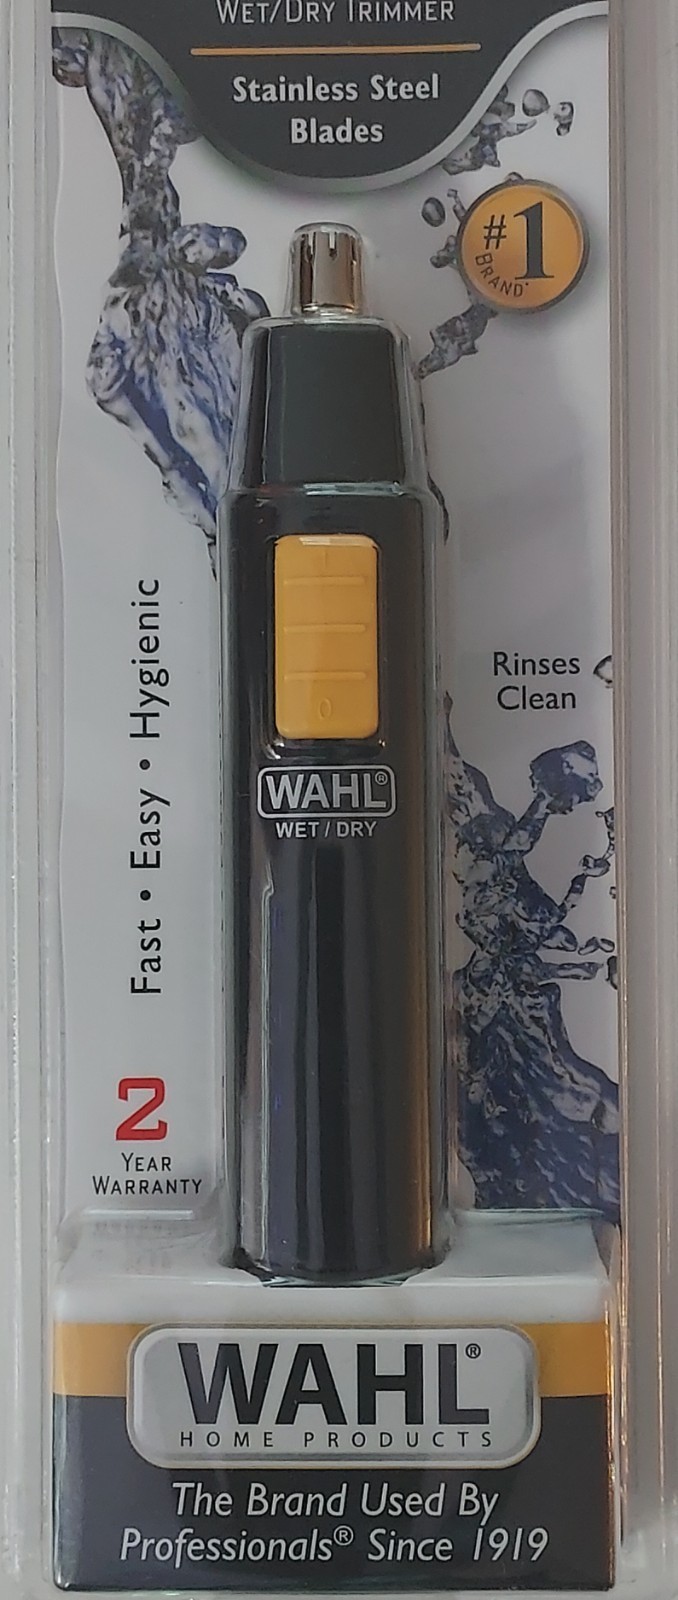 WET/DRY TRIMMER
Stainless Steel
Blades
#1
BRAND*
Rinses
Clean
Fast • Easy • Hygienic
0
WAHL®
WET / DRY
2
YEAR
WARRANTY
WAHL®
HOME PRODUCTS
The Brand Used By
Professionals® Since 1919